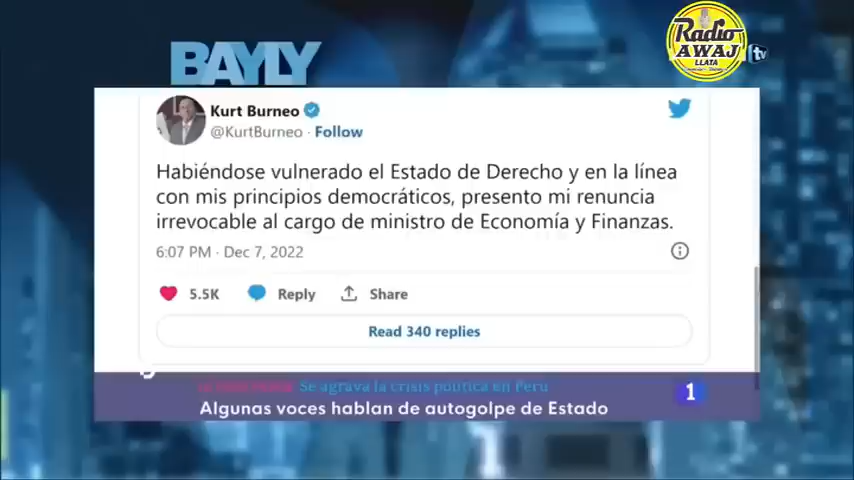 Radio
AWAJ
LLATA
tv
BAYLY
Kurt Burneo
@KurtBurneo · Follow
Habiéndose vulnerado el Estado de Derecho y en la línea
con mis principios democráticos, presento mi renuncia
irrevocable al cargo de ministro de Economía y Finanzas.
6:07 PM · Dec 7, 2022
5.5K Reply Share
Read 340 replies
Se agrava la crisis política en Perú
Algunas voces hablan de autogolpe de Estado
1